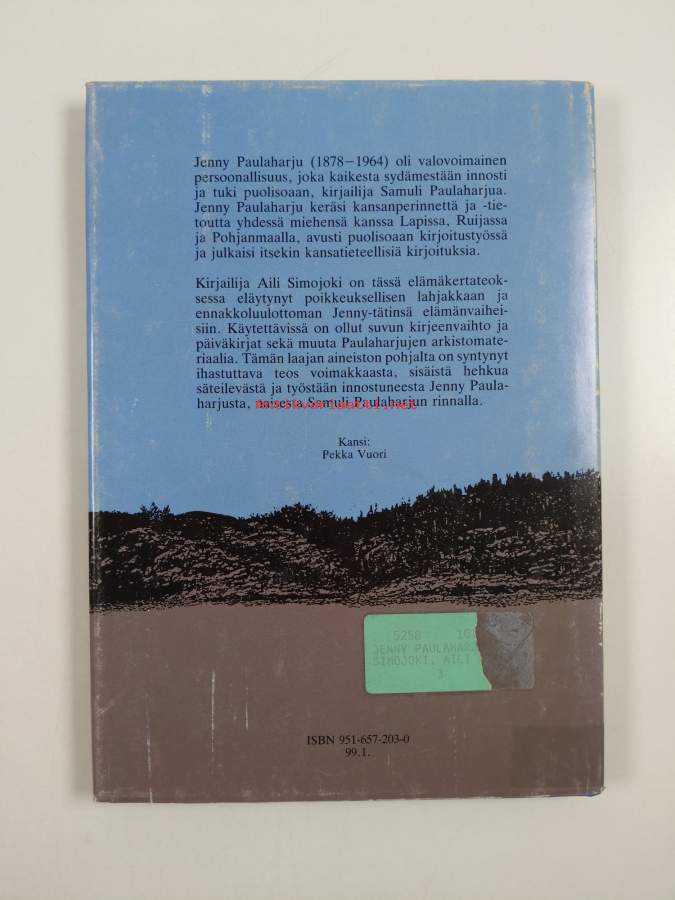 Jenny Paulaharju (1878–1964) oli valovoimainen
persoonallisuus, joka kaikesta sydämestään innosti
ja tuki puolisoaan, kirjailija Samuli Paulaharjua.
Jenny Paulaharju keräsi kansanperinnettä ja -tie-
toutta yhdessä miehensä kanssa Lapissa, Ruijassa
ja Pohjanmaalla, avusti puolisoaan kirjoitustyössä
ja julkaisi itsekin kansatieteellisiä kirjoituksia.
Kirjailija Aili Simojoki on tässä elämäkertateok-
sessa eläytynyt poikkeuksellisen lahjakkaan ja
ennakkoluulottoman Jenny-tätinsä elämänvaihei-
siin. Käytettävissä on ollut suvun kirjeenvaihto ja
päiväkirjat sekä muuta Paulaharjujen arkistomate-
riaalia. Tämän laajan aineiston pohjalta on syntynyt
ihastuttava teos voimakkaasta, sisäistä hehkua
säteilevästä ja työstään innostuneesta Jenny Paula-
harjusta, naisesta Samuli Paulaharjun rinnalla.
Antikvariaatti.net
Kansi:
Pekka Vuori
5258 10
JENNY PAULAHARJ
SIMOJOKI, AILI
3
ISBN 951-657-203-0
99.1.